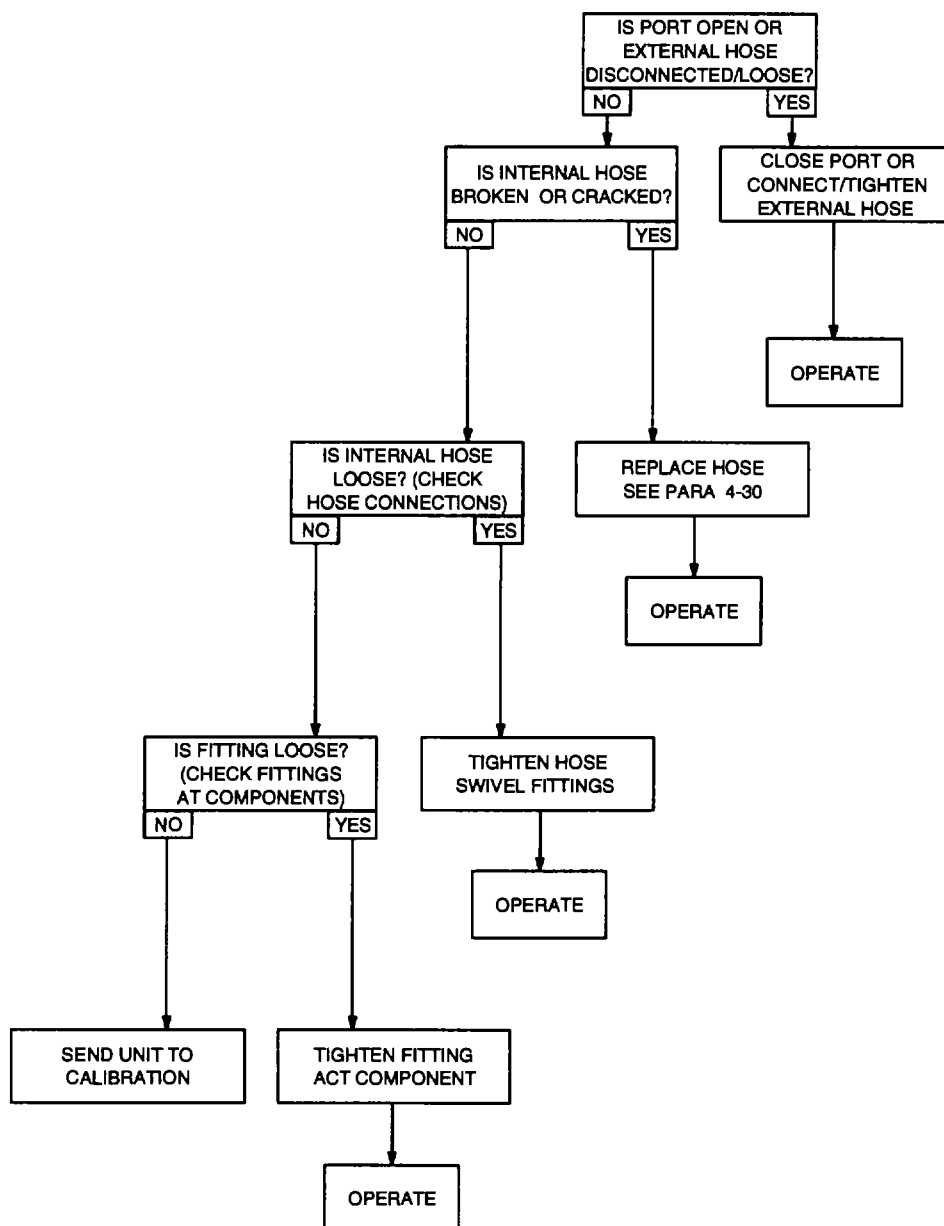 IS PORT OPEN OR
EXTERNAL HOSE
DISCONNECTED/LOOSE?
NO
YES
IS INTERNAL HOSE
BROKEN OR CRACKED?
NO
YES
CLOSE PORT OR
CONNECT/TIGHTEN
EXTERNAL HOSE
OPERATE
IS INTERNAL HOSE
LOOSE? (CHECK
HOSE CONNECTIONS)
NO
YES
REPLACE HOSE
SEE PARA 4-30
OPERATE
IS FITTING LOOSE?
(CHECK FITTINGS
AT COMPONENTS)
NO
YES
TIGHTEN HOSE
SWIVEL FITTINGS
OPERATE
SEND UNIT TO
CALIBRATION
TIGHTEN FITTING
ACT COMPONENT
OPERATE